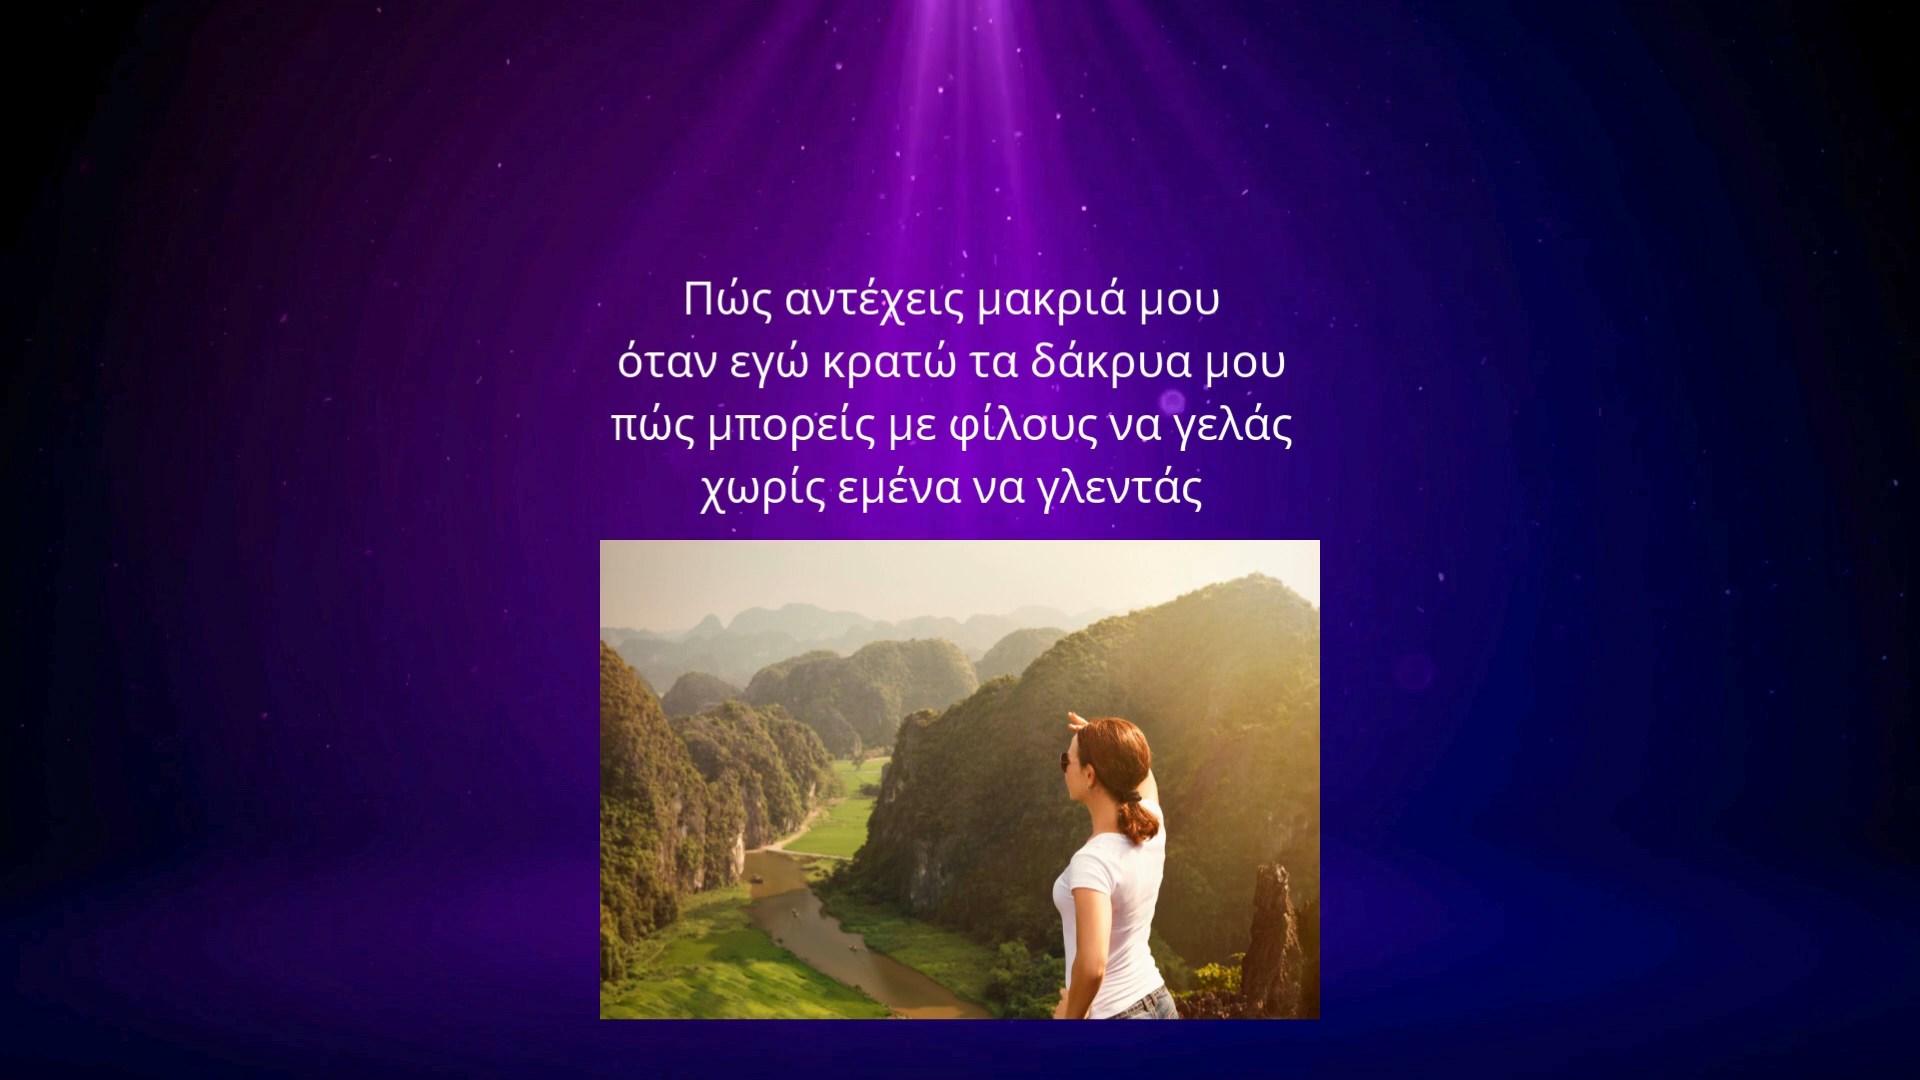 Πώς αντέχεις μακριά μου
όταν εγώ κρατώ τα δάκρυα μου
πώς μπορείς με φίλους να γελάς
χωρίς εμένα να γλεντάς